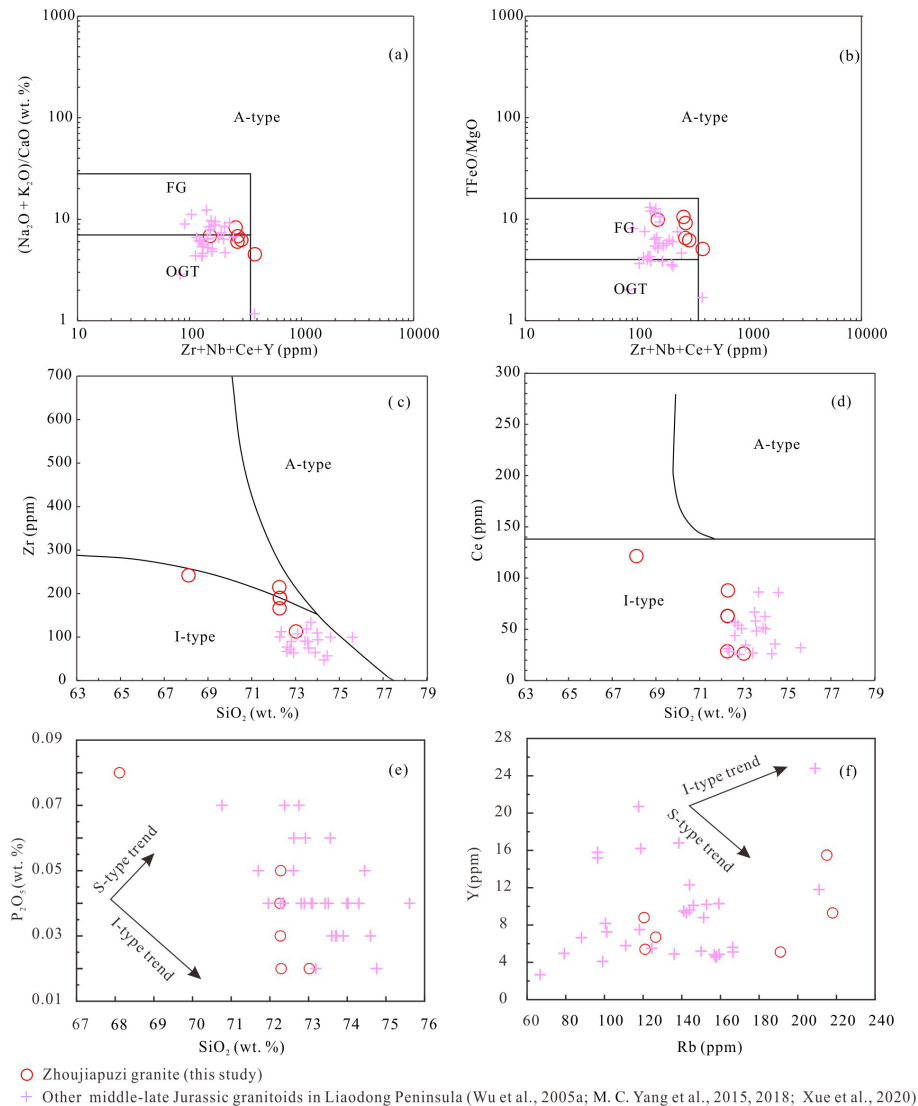 (a)
(Na₂O + K₂O)/CaO (wt. %)
1000
100
10
1
A-type
FG
OGT
10
100
1000
10000
Zr+Nb+Ce+Y (ppm)
(b)
TFeO/MgO
1000
100
10
1
A-type
FG
OGT
10
100
1000
10000
Zr+Nb+Ce+Y (ppm)
( c)
Zr (ppm)
700
600
500
400
300
200
100
0
A-type
I-type
63 65 67 69 71 73 75 77 79
SiO₂ (wt. %)
(d)
Ce (ppm)
300
250
200
150
100
50
0
A-type
I-type
63 65 67 69 71 73 75 77 79
SiO₂ (wt. %)
(e)
P₂O₅ (wt. %)
0.09
0.07
0.05
0.03
0.01
S-type trend
I-type trend
67 68 69 70 71 72 73 74 75 76
SiO₂ (wt. %)
(f)
Y (ppm)
28
24
20
16
12
8
4
0
I-type trend
S-type trend
60 80 100 120 140 160 180 200 220 240
Rb (ppm)
Zhoujiapuzi granite (this study)
Other middle-late Jurassic granitoids in Liaodong Peninsula (Wu et al., 2005a; M. C. Yang et al., 2015, 2018; Xue et al., 2020)